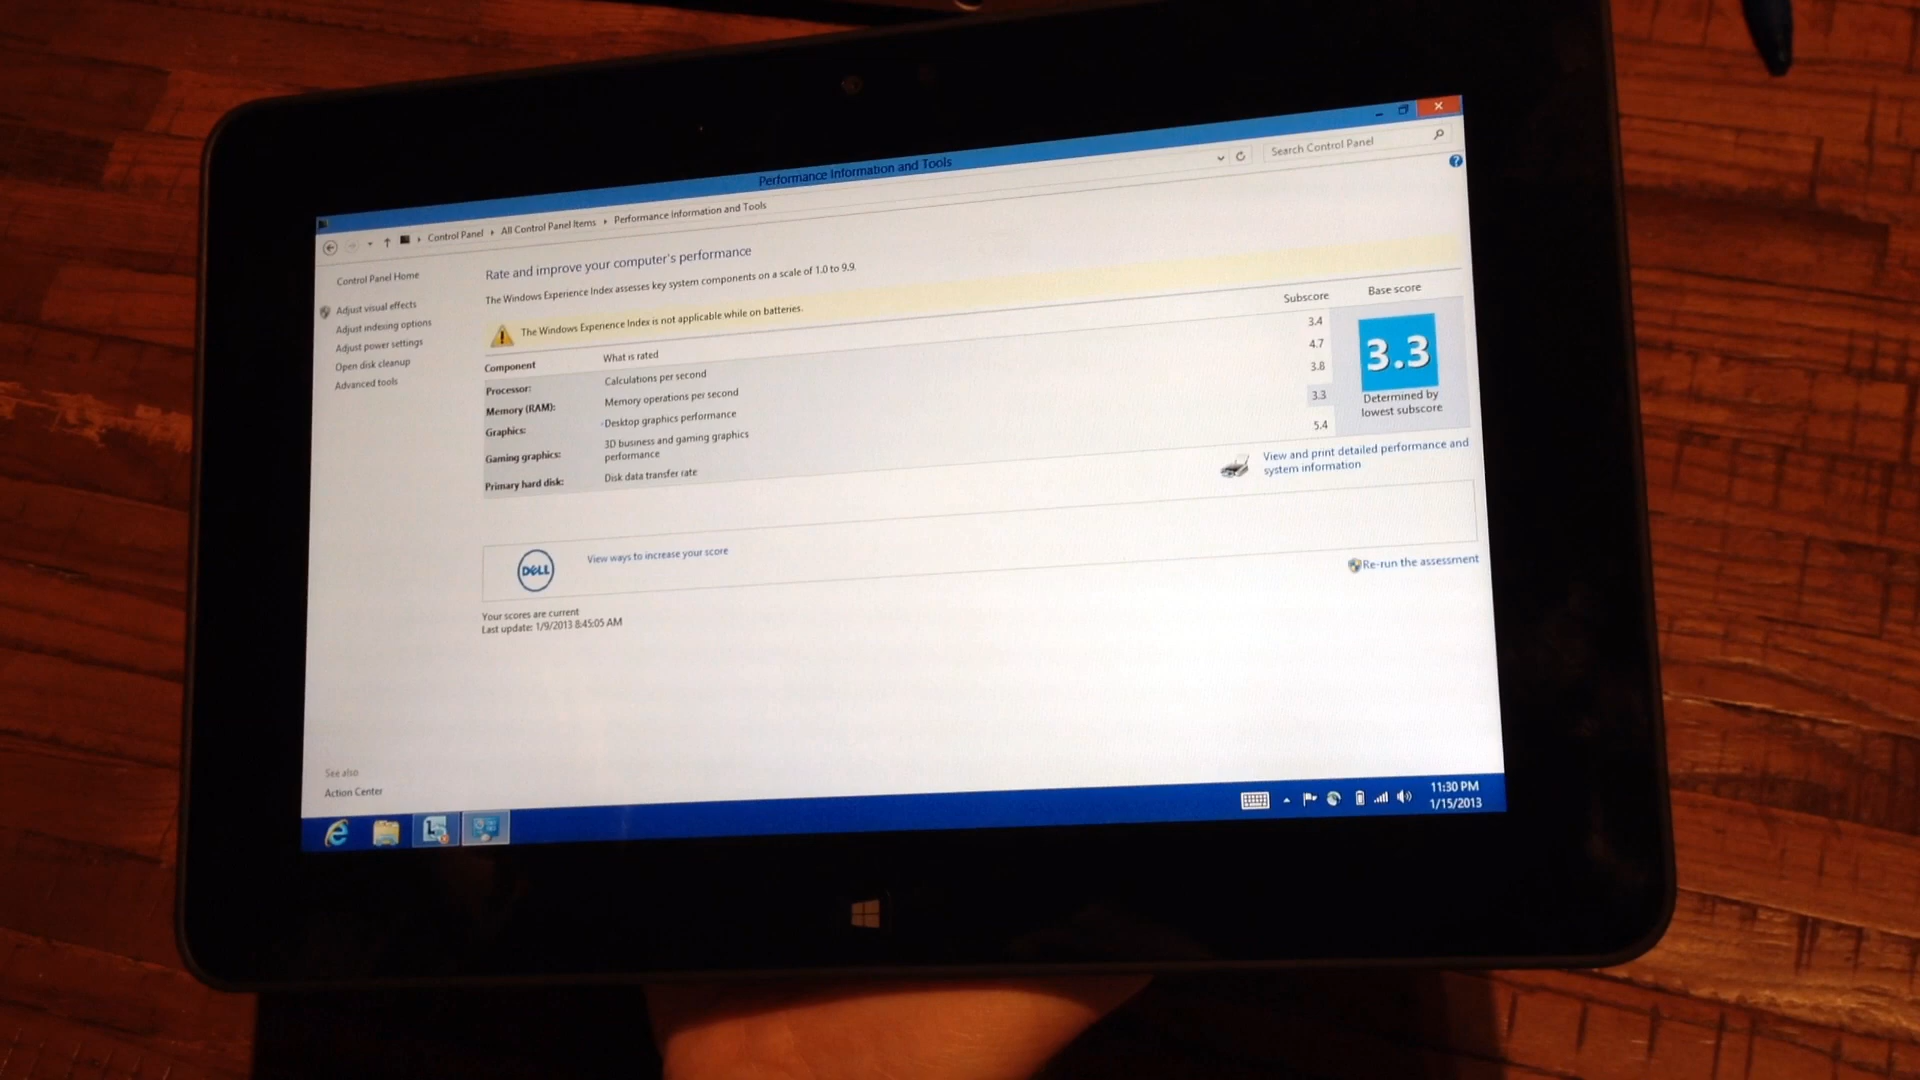 Performance Information and Tools
Control Panel ▸ All Control Panel Items ▸ Performance Information and Tools
Search Control Panel
Control Panel Home
Adjust visual effects
Adjust indexing options
Adjust power settings
Open disk cleanup
Advanced tools
Rate and improve your computer's performance
The Windows Experience Index assesses key system components on a scale of 1.0 to 9.9.
The Windows Experience Index is not applicable while on batteries.
Component What is rated Subscore Base score
Processor: Calculations per second 3.4
Memory (RAM): Memory operations per second 4.7
Graphics: Desktop graphics performance 3.8
Gaming graphics: 3D business and gaming graphics
performance 3.3
Primary hard disk: Disk data transfer rate 5.4
3.3
Determined by
lowest subscore
View and print detailed performance and
system information
DELL
View ways to increase your score
Your scores are current
Last update: 1/9/2013 8:45:05 AM
Re-run the assessment
See also
Action Center
11:30 PM
1/15/2013